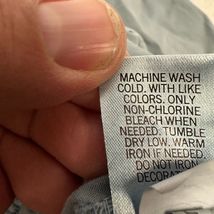 MACHINE WASH
COLD. WITH LIKE
COLORS. ONLY
NON-CHLORINE
BLEACH WHEN
NEEDED. TUMBLE
DRY LOW. WARM
IRON IF NEEDED.
DO NOT IRON
DECORAT